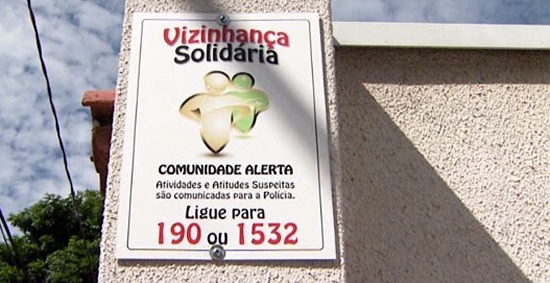 Vizinhança
Solidária
COMUNIDADE ALERTA
Atividades e Atitudes Suspeitas
são comunicadas para a Polícia.
Ligue para
190 ou 1532